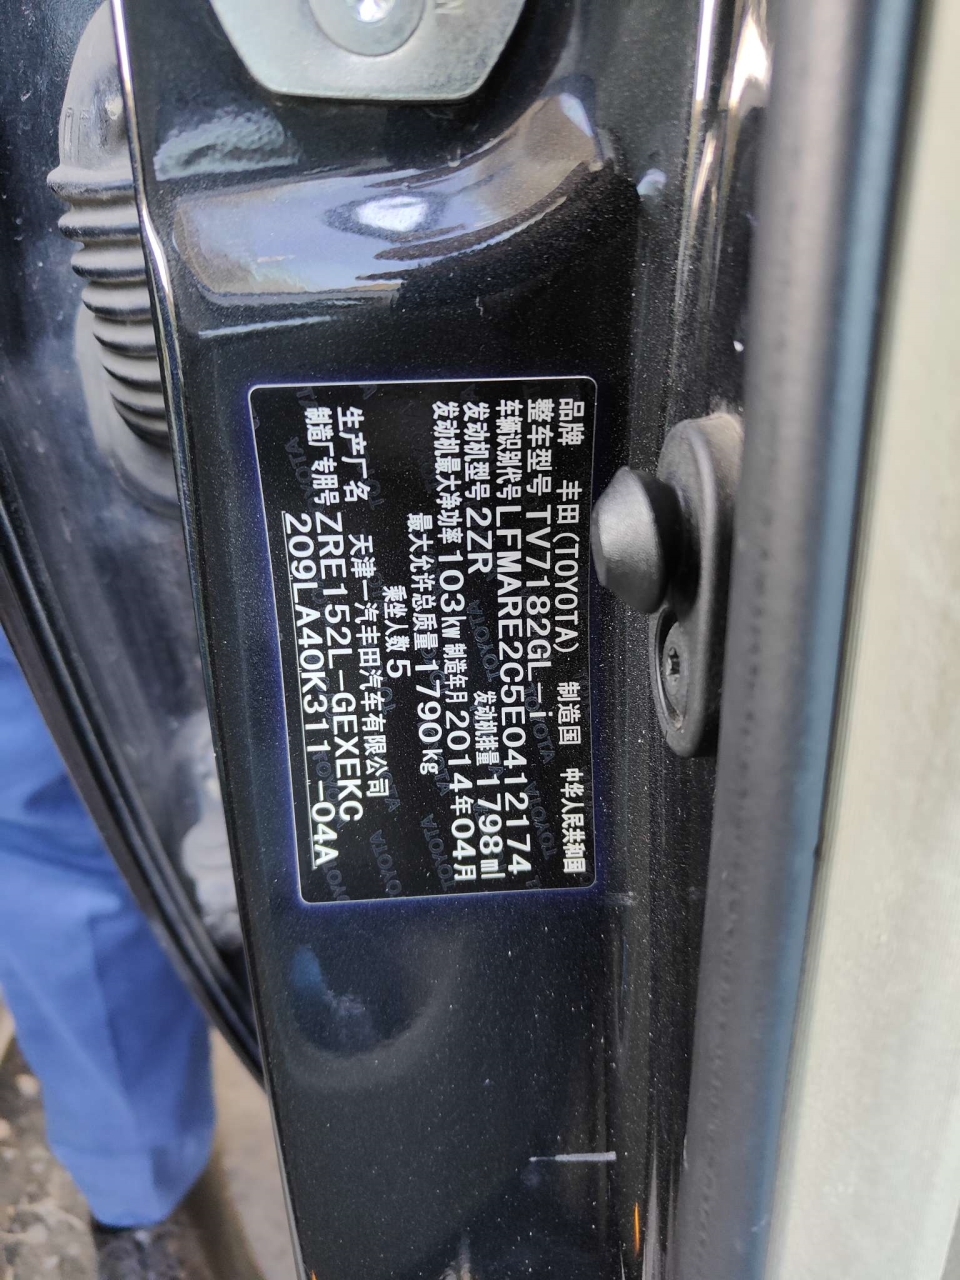 品牌 丰田(TOYOTA) 制造国 中华人民共和国
整车型号 TV7182GL-i
车辆识别代号 LFMARE2C5E0412174
发动机型号 2ZR 发动机排量 1798ml
发动机最大净功率 103kw 制造年月 2014年04月
最大允许总质量 1790kg
乘坐人数 5
生产厂名 天津一汽丰田汽车有限公司
制造厂专用号 ZRE152L-GEXEKC
209LA40K311-04A